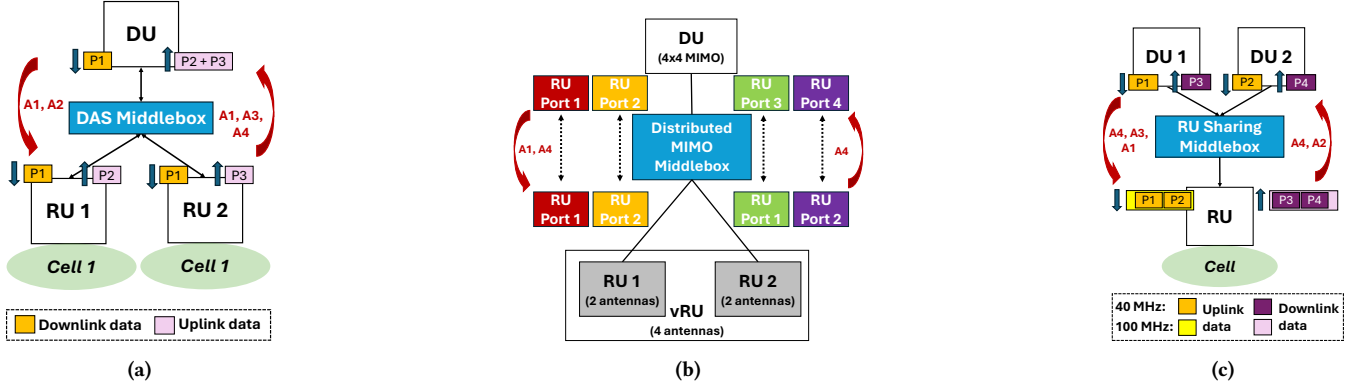 DU
P1
P2 + P3
A1, A2
DAS Middlebox
A1, A3,
A4
P1
P2
P1
P3
RU 1
RU 2
Cell 1
Cell 1
Downlink data
Uplink data
(a)
DU
(4x4 MIMO)
RU
Port 1
RU
Port 2
RU
Port 3
RU
Port 4
A1, A4
Distributed
MIMO
Middlebox
A4
RU
Port 1
RU
Port 2
RU
Port 1
RU
Port 2
RU 1
(2 antennas)
RU 2
(2 antennas)
vRU
(4 antennas)
(b)
DU 1
DU 2
P1
P3
P2
P4
A4, A3,
A1
RU Sharing
Middlebox
A4, A2
P1
P2
P3
P4
RU
Cell
40 MHz:
Uplink
Downlink
100 MHz:
data
data
(c)